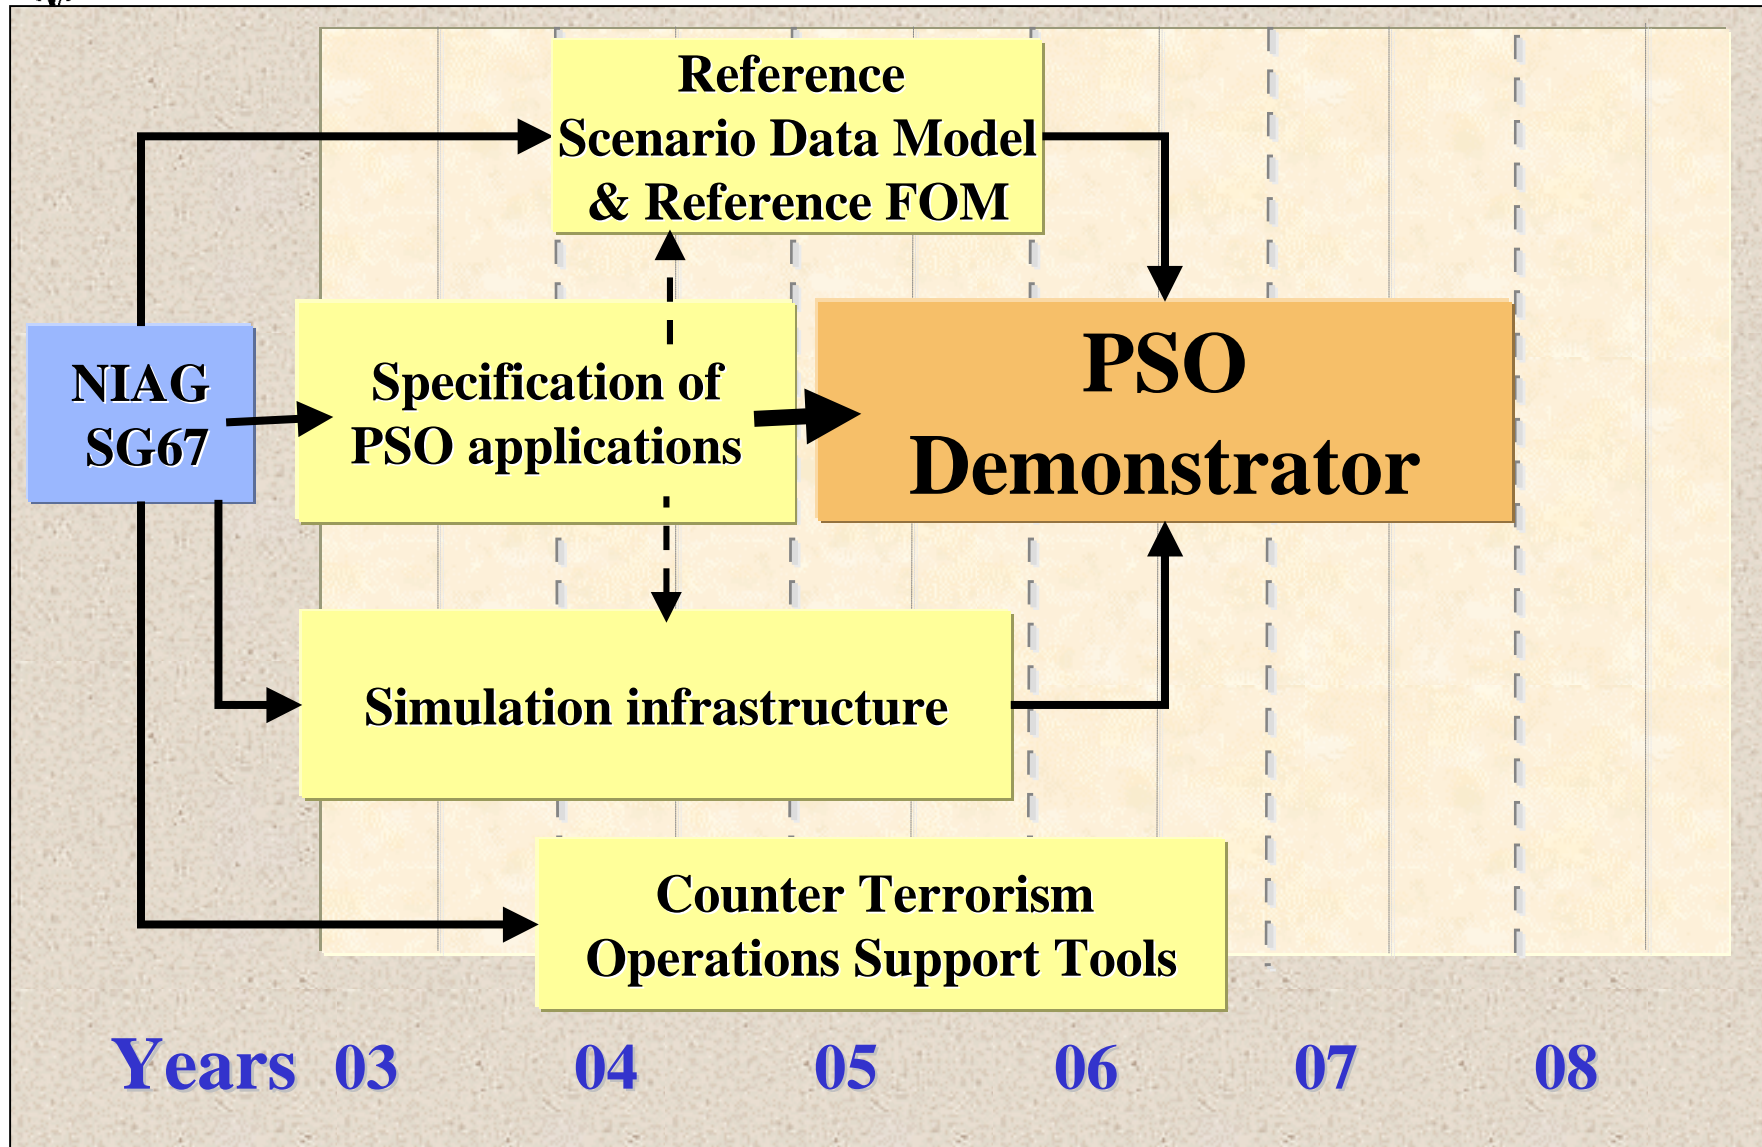 Reference
Scenario Data Model
& Reference FOM
NIAG
SG67
Specification of
PSO applications
PSO
Demonstrator
Simulation infrastructure
Counter Terrorism
Operations Support Tools
Years 03 04 05 06 07 08